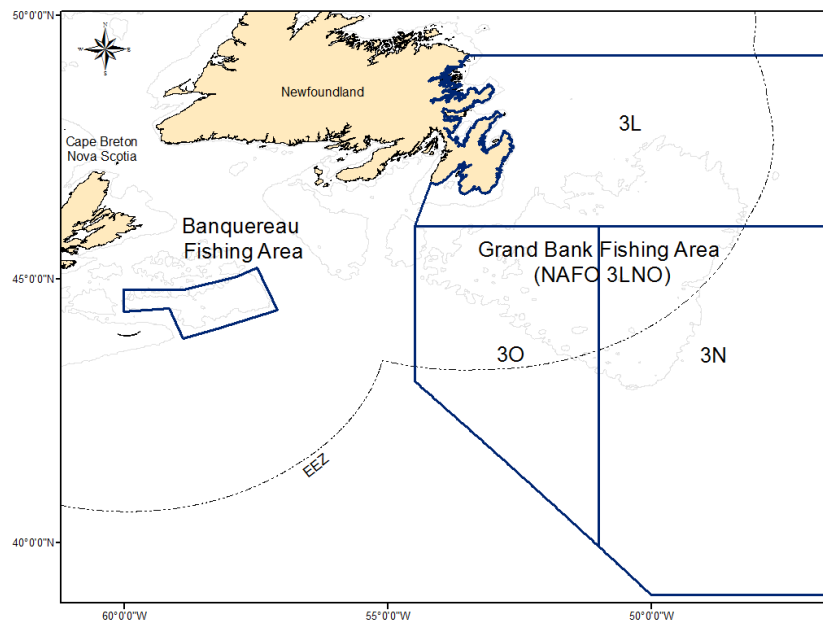 50°0'0"N
N
W
E
S
Newfoundland
3L
Cape Breton
Nova Scotia
Banquereau
Fishing Area
Grand Bank Fishing Area
(NAFO 3LNO)
45°0'0"N
3O
3N
EEZ
40°0'0"N
60°0'0"W
55°0'0"W
50°0'0"W